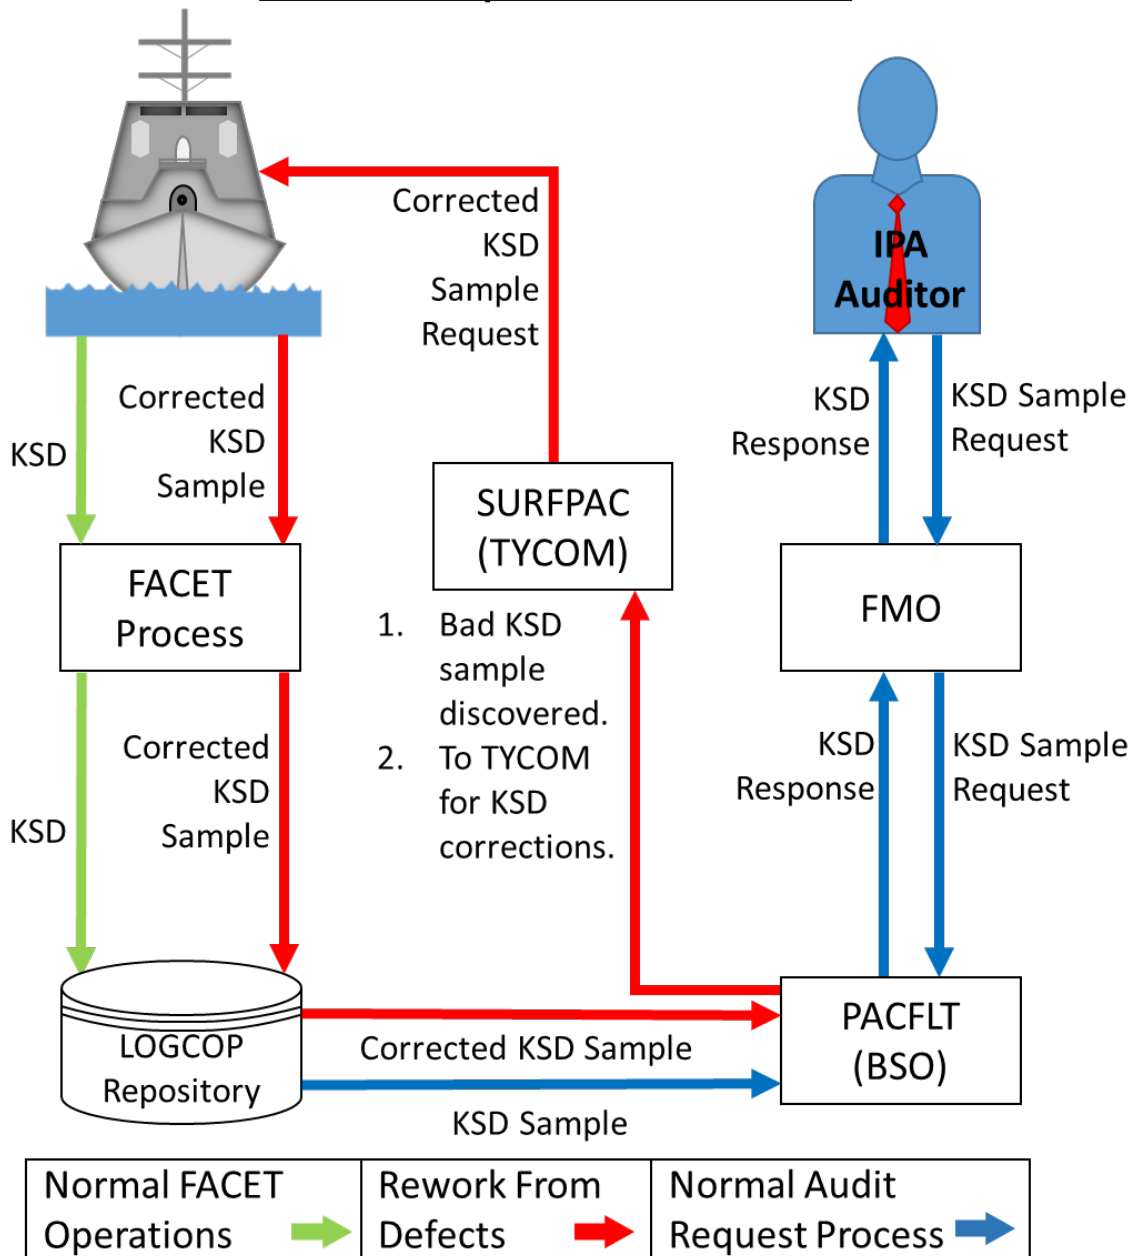 Corrected
KSD
Sample
Request
IPA
Auditor
KSD
Corrected
KSD
Sample
KSD
Response
KSD Sample
Request
SURFPAC
(TYCOM)
FACET
Process
FMO
1. Bad KSD
sample
discovered.
2. To TYCOM
for KSD
corrections.
KSD
Corrected
KSD
Sample
KSD
Response
KSD Sample
Request
LOGCOP
Repository
Corrected KSD Sample
KSD Sample
PACFLT
(BSO)
Normal FACET
Operations
Rework From
Defects
Normal Audit
Request Process